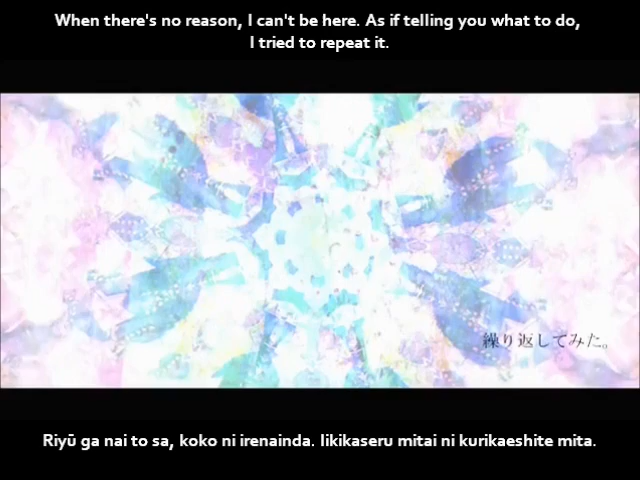 When there's no reason, I can't be here. As if telling you what to do,
I tried to repeat it.
繰り返してみた。
Riyū ga nai to sa, koko ni irenainda. Iikikaseru mitai ni kurikaeshite mita.